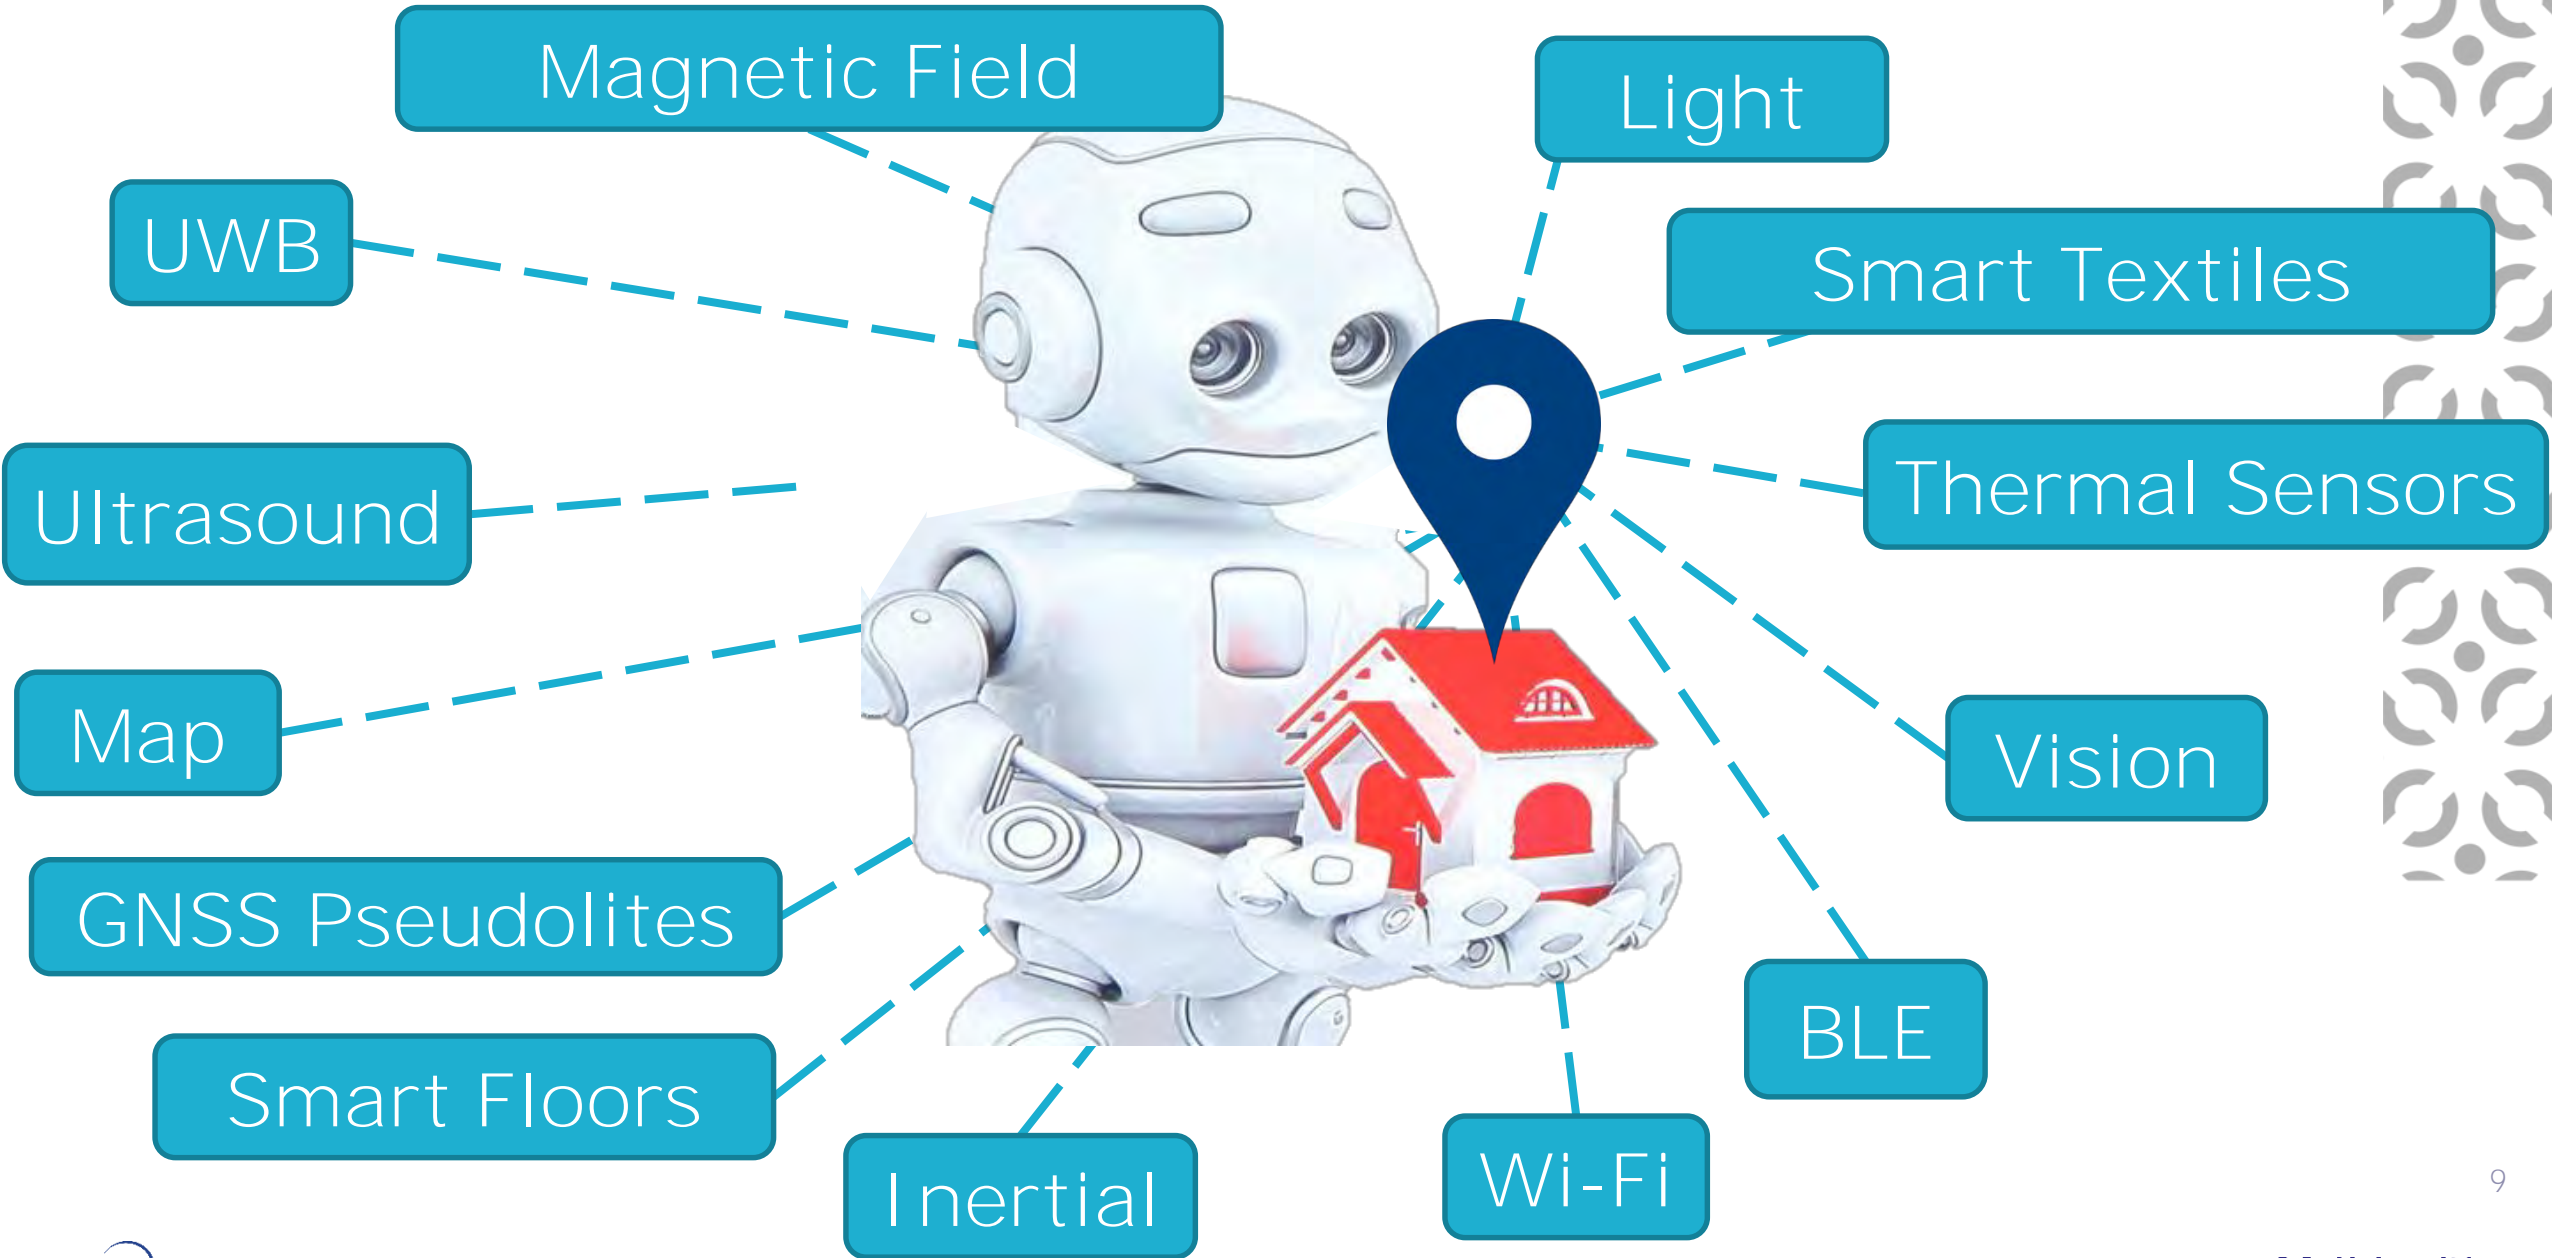 Magnetic Field
Light
UWB
Smart Textiles
Ultrasound
Thermal Sensors
Map
Vision
GNSS Pseudolites
BLE
Smart Floors
Wi-Fi
Inertial
9